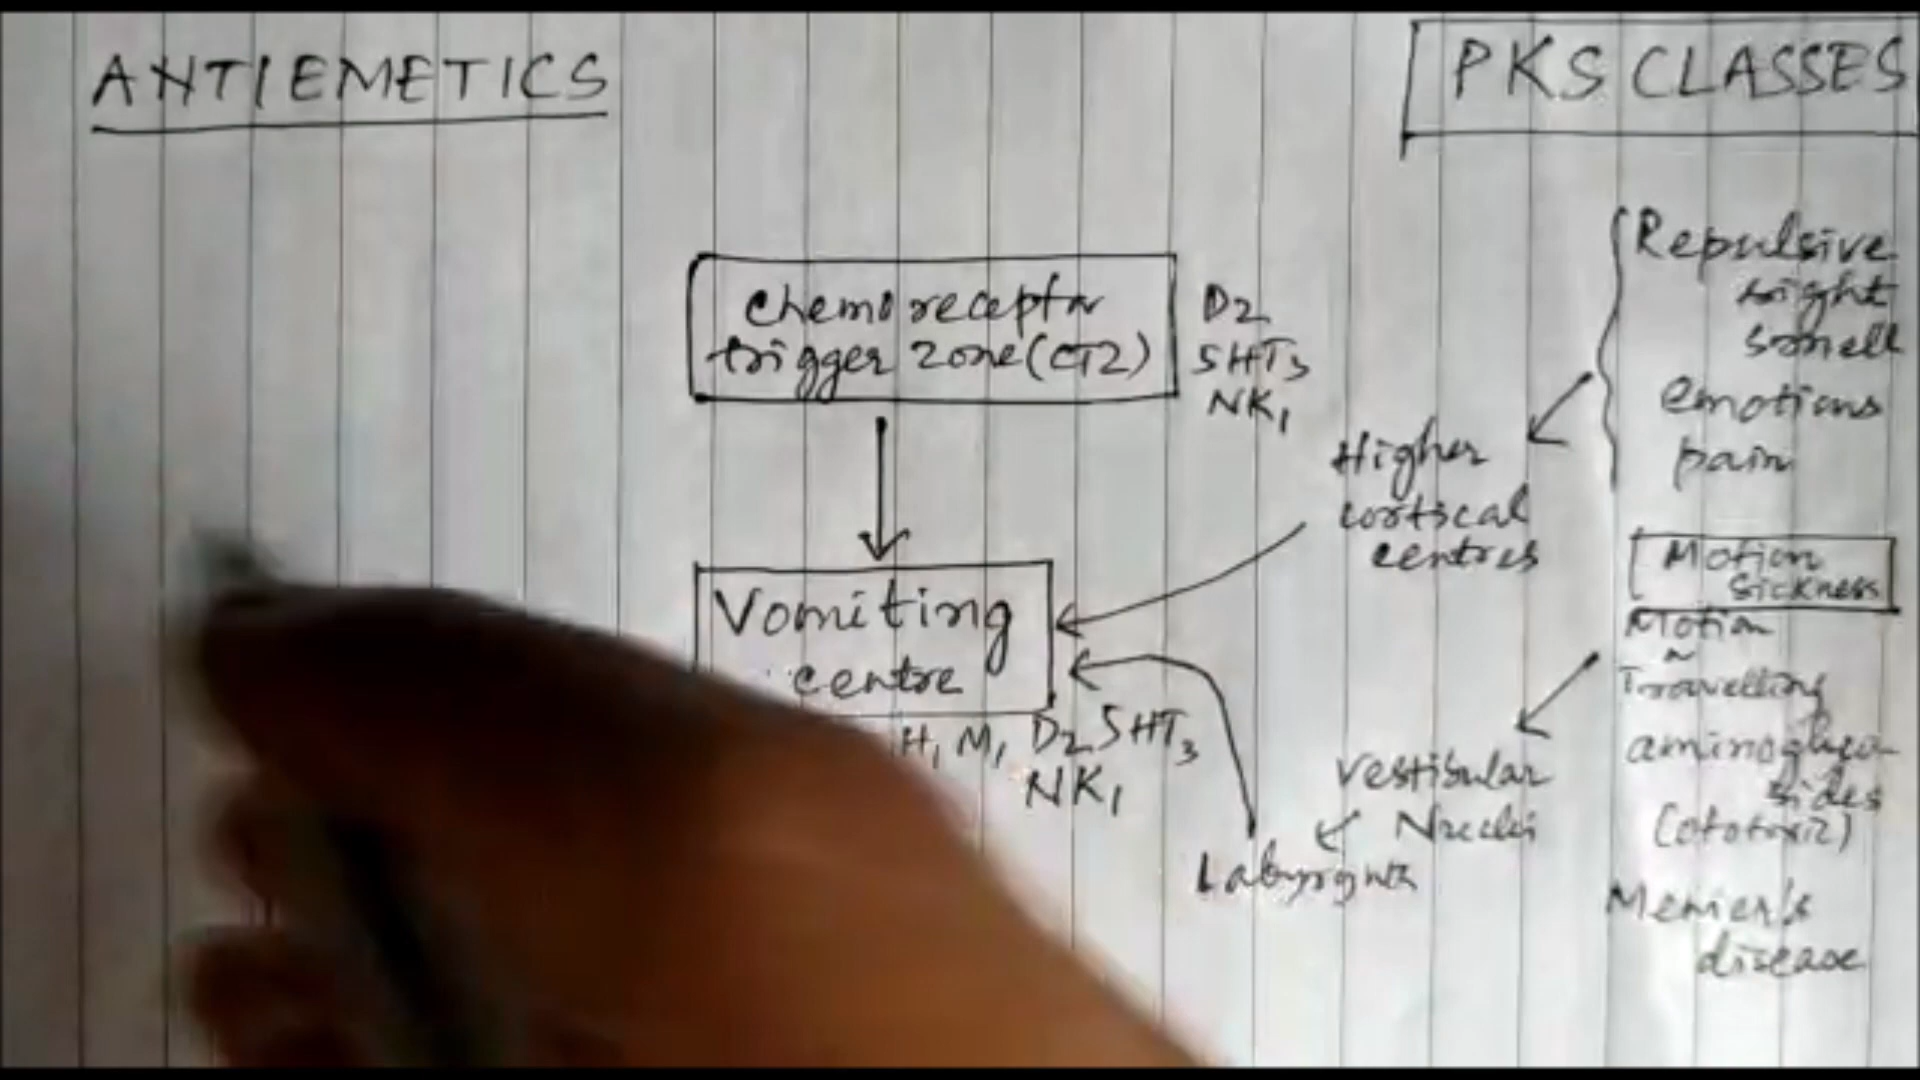 ANTIEMETICS
PKS CLASSES
Chemoreceptor
trigger zone (CTZ)
D2
5HT3
NK1
Vomiting
centre
H1 M1 D2 5HT3
NK1
Higher
cortical
centres
Repulsive
sight
smell
emotions
pain
Motion
Sickness
Motion
~
Travelling
aminoglyco-
sides
(ototoxic)
Menier's
disease
Vestibular
Nuclei
Labyrynth